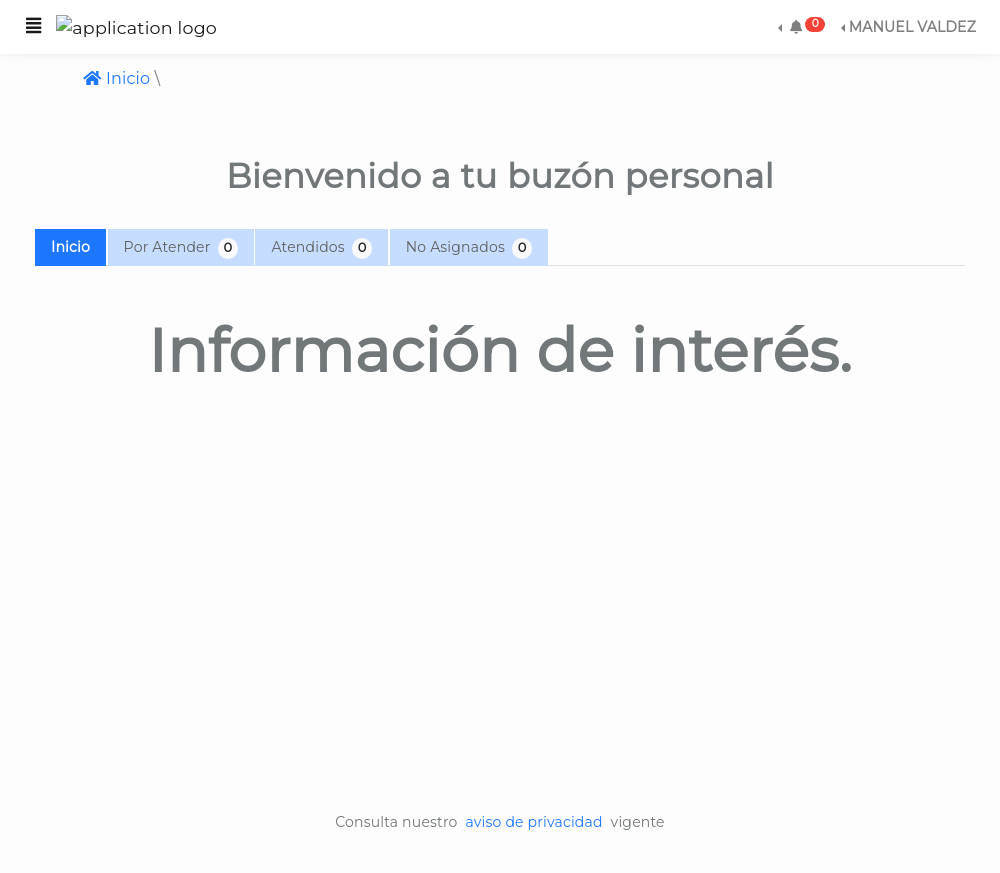 application logo
0
MANUEL VALDEZ
Inicio \
Bienvenido a tu buzón personal
Inicio
Por Atender 0
Atendidos 0
No Asignados 0
Información de interés.
Consulta nuestro aviso de privacidad vigente